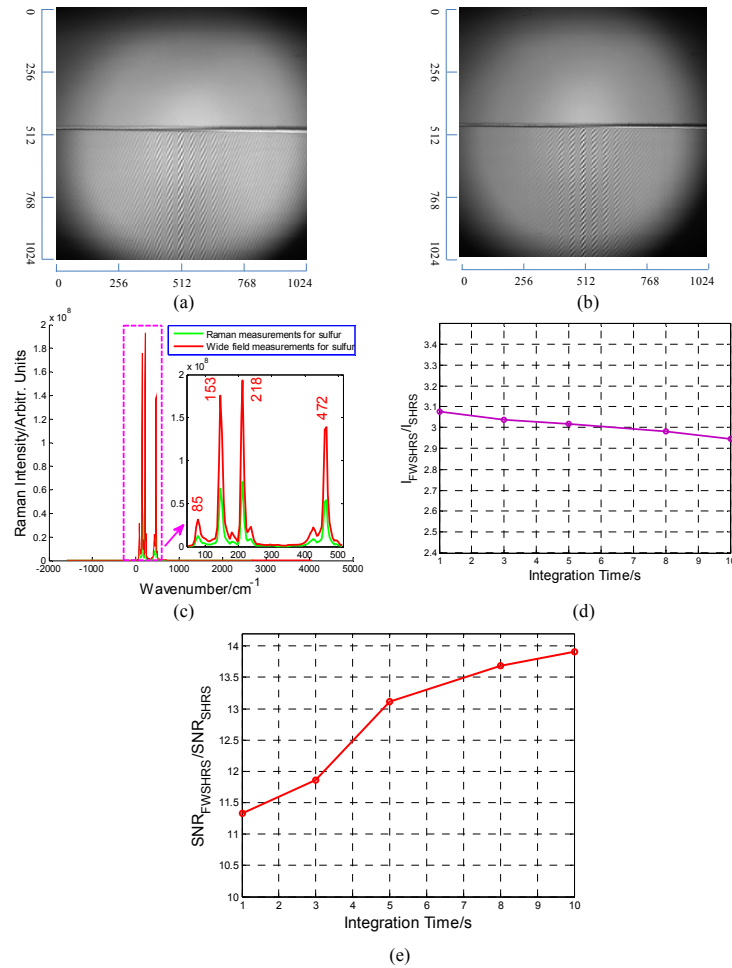 0
256
512
768
1024
0 256 512 768 1024
(a)
0
256
512
768
1024
0 256 512 768 1024
(b)
Raman Intensity/Arbitr. Units
x 10^8
2
1.8
1.6
1.4
1.2
1
0.8
0.6
0.4
0.2
0
-2000 -1000 0 1000 2000 3000 4000 5000
Wavenumber/cm^-1
Raman measurements for sulfur
Wide field measurements for sulfur
x 10^8
2
1.5
1
0.5
0
100 200 300 400 500
85
153
218
472
(c)
I_FWSHRS/I_SHRS
3.4
3.3
3.2
3.1
3
2.9
2.8
2.7
2.6
2.5
2.4
1 2 3 4 5 6 7 8 9 10
Integration Time/s
(d)
SNR_FWSHRS/SNR_SHRS
14
13.5
13
12.5
12
11.5
11
10.5
10
1 2 3 4 5 6 7 8 9 10
Integration Time/s
(e)